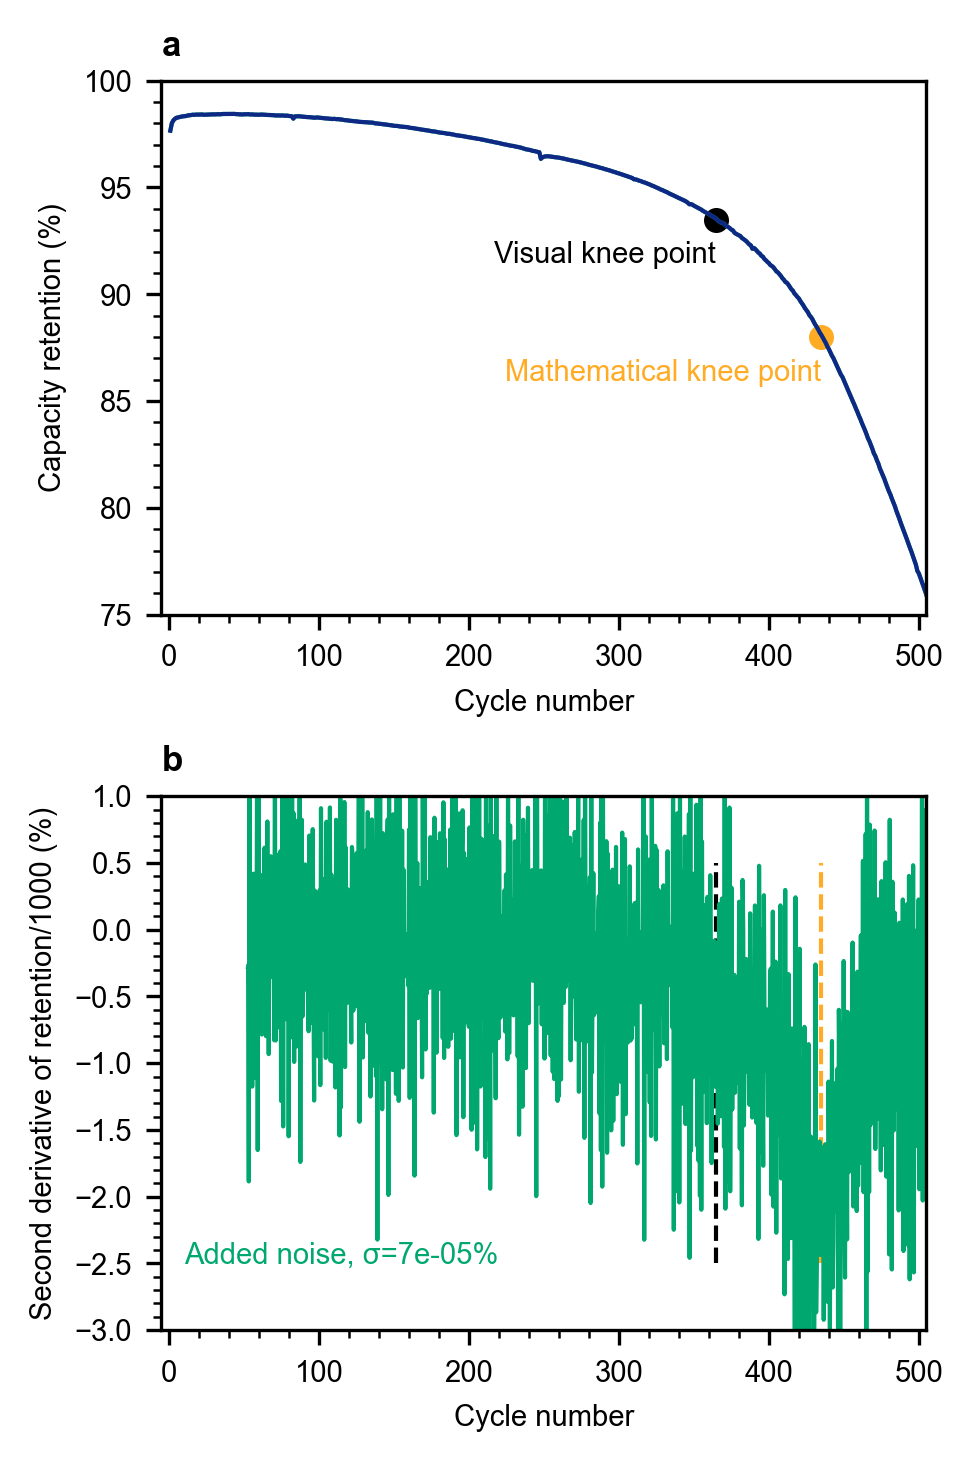 a
100
95
90
85
80
75
Capacity retention (%)
Visual knee point
Mathematical knee point
0 100 200 300 400 500
Cycle number
b
1.0
0.5
0.0
−0.5
−1.0
−1.5
−2.0
−2.5
−3.0
Second derivative of retention/1000 (%)
Added noise, σ=7e-05%
0 100 200 300 400 500
Cycle number